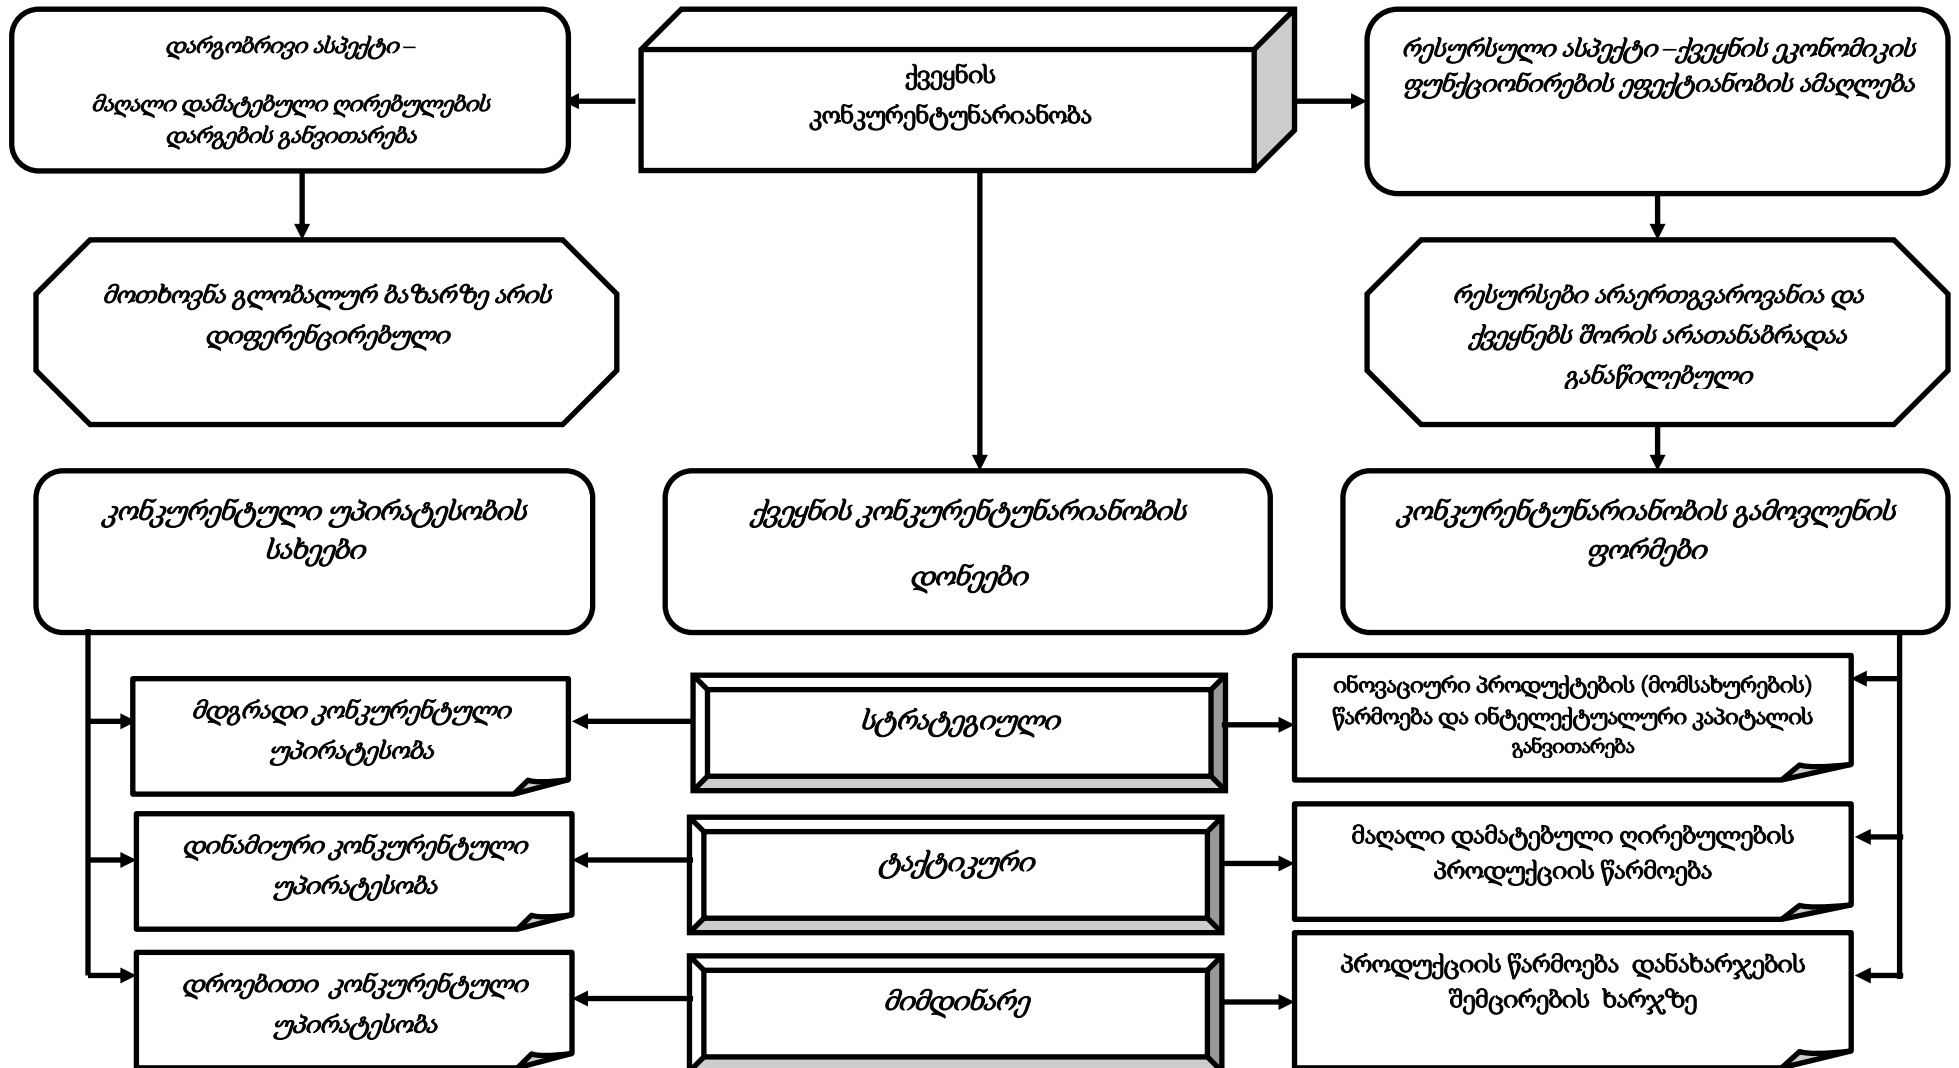 დარგობრივი ასპექტი –
მაღალი დამატებული ღირებულების
დარგების განვითარება
ქვეყნის
კონკურენტუნარიანობა
რესურსული ასპექტი –ქვეყნის ეკონომიკის
ფუნქციონირების ეფექტიანობის ამაღლება
მოთხოვნა გლობალურ ბაზარზე არის
დიფერენცირებული
რესურსები არაერთგვაროვანია და
ქვეყნებს შორის არათანაბრადაა
განაწილებული
კონკურენტული უპირატესობის
სახეები
ქვეყნის კონკურენტუნარიანობის
დონეები
კონკურენტუნარიანობის გამოვლენის
ფორმები
მდგრადი კონკურენტული
უპირატესობა
სტრატეგიული
ინოვაციური პროდუქტების (მომსახურების)
წარმოება და ინტელექტუალური კაპიტალის
განვითარება
დინამიური კონკურენტული
უპირატესობა
ტაქტიკური
მაღალი დამატებული ღირებულების
პროდუქციის წარმოება
დროებითი კონკურენტული
უპირატესობა
მიმდინარე
პროდუქციის წარმოება დანახარჯების
შემცირების ხარჯზე